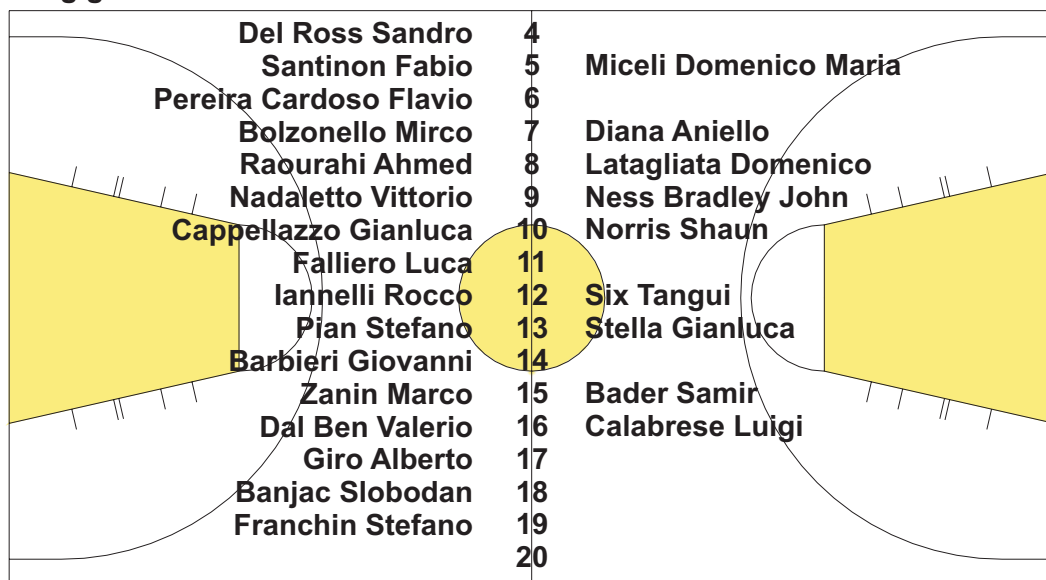 Del Ross Sandro 4
Santinon Fabio 5 Miceli Domenico Maria
Pereira Cardoso Flavio 6
Bolzonello Mirco 7 Diana Aniello
Raourahi Ahmed 8 Latagliata Domenico
Nadaletto Vittorio 9 Ness Bradley John
Cappellazzo Gianluca 10 Norris Shaun
Falliero Luca 11
Iannelli Rocco 12 Six Tangui
Pian Stefano 13 Stella Gianluca
Barbieri Giovanni 14
Zanin Marco 15 Bader Samir
Dal Ben Valerio 16 Calabrese Luigi
Giro Alberto 17
Banjac Slobodan 18
Franchin Stefano 19
20